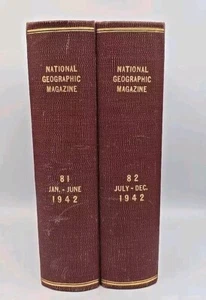 NATIONAL
GEOGRAPHIC
MAGAZINE
81
JAN.-JUNE
1942
NATIONAL
GEOGRAPHIC
MAGAZINE
82
JULY-DEC.
1942